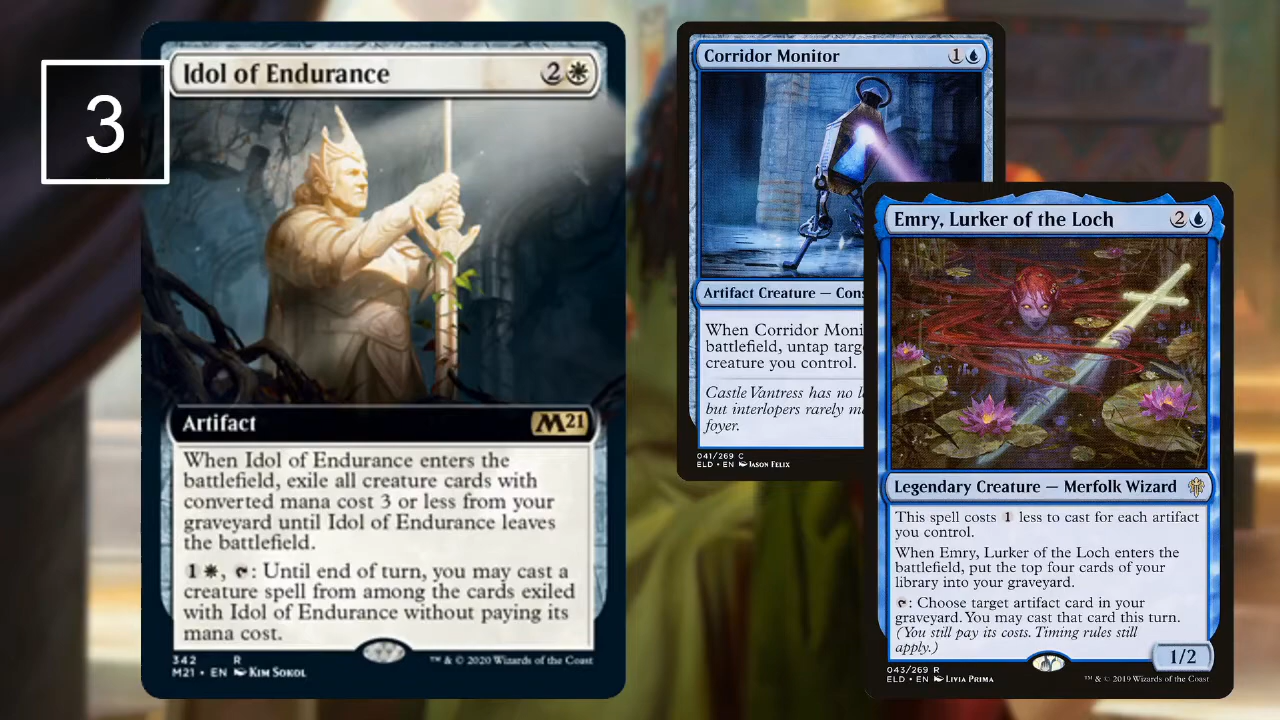 3
Idol of Endurance 2
Artifact M21
When Idol of Endurance enters the
battlefield, exile all creature cards with
converted mana cost 3 or less from your
graveyard until Idol of Endurance leaves
the battlefield.
1 , : Until end of turn, you may cast a
creature spell from among the cards exiled
with Idol of Endurance without paying its
mana cost.
342 R
M21 • EN Kim Sokol
™ & © 2020 Wizards of the Coast
Corridor Monitor 1
Artifact Creature — Cons
When Corridor Moni
battlefield, untap targ
creature you control.
Castle Vantress has no l
but interlopers rarely m
foyer.
041/269 C
ELD • EN Jason Felix
Emry, Lurker of the Loch 2
Legendary Creature — Merfolk Wizard
This spell costs 1 less to cast for each artifact
you control.
When Emry, Lurker of the Loch enters the
battlefield, put the top four cards of your
library into your graveyard.
: Choose target artifact card in your
graveyard. You may cast that card this turn.
(You still pay its costs. Timing rules still
apply.)
1/2
043/269 R
ELD • EN Livia Prima
™ & © 2019 Wizards of the Coast